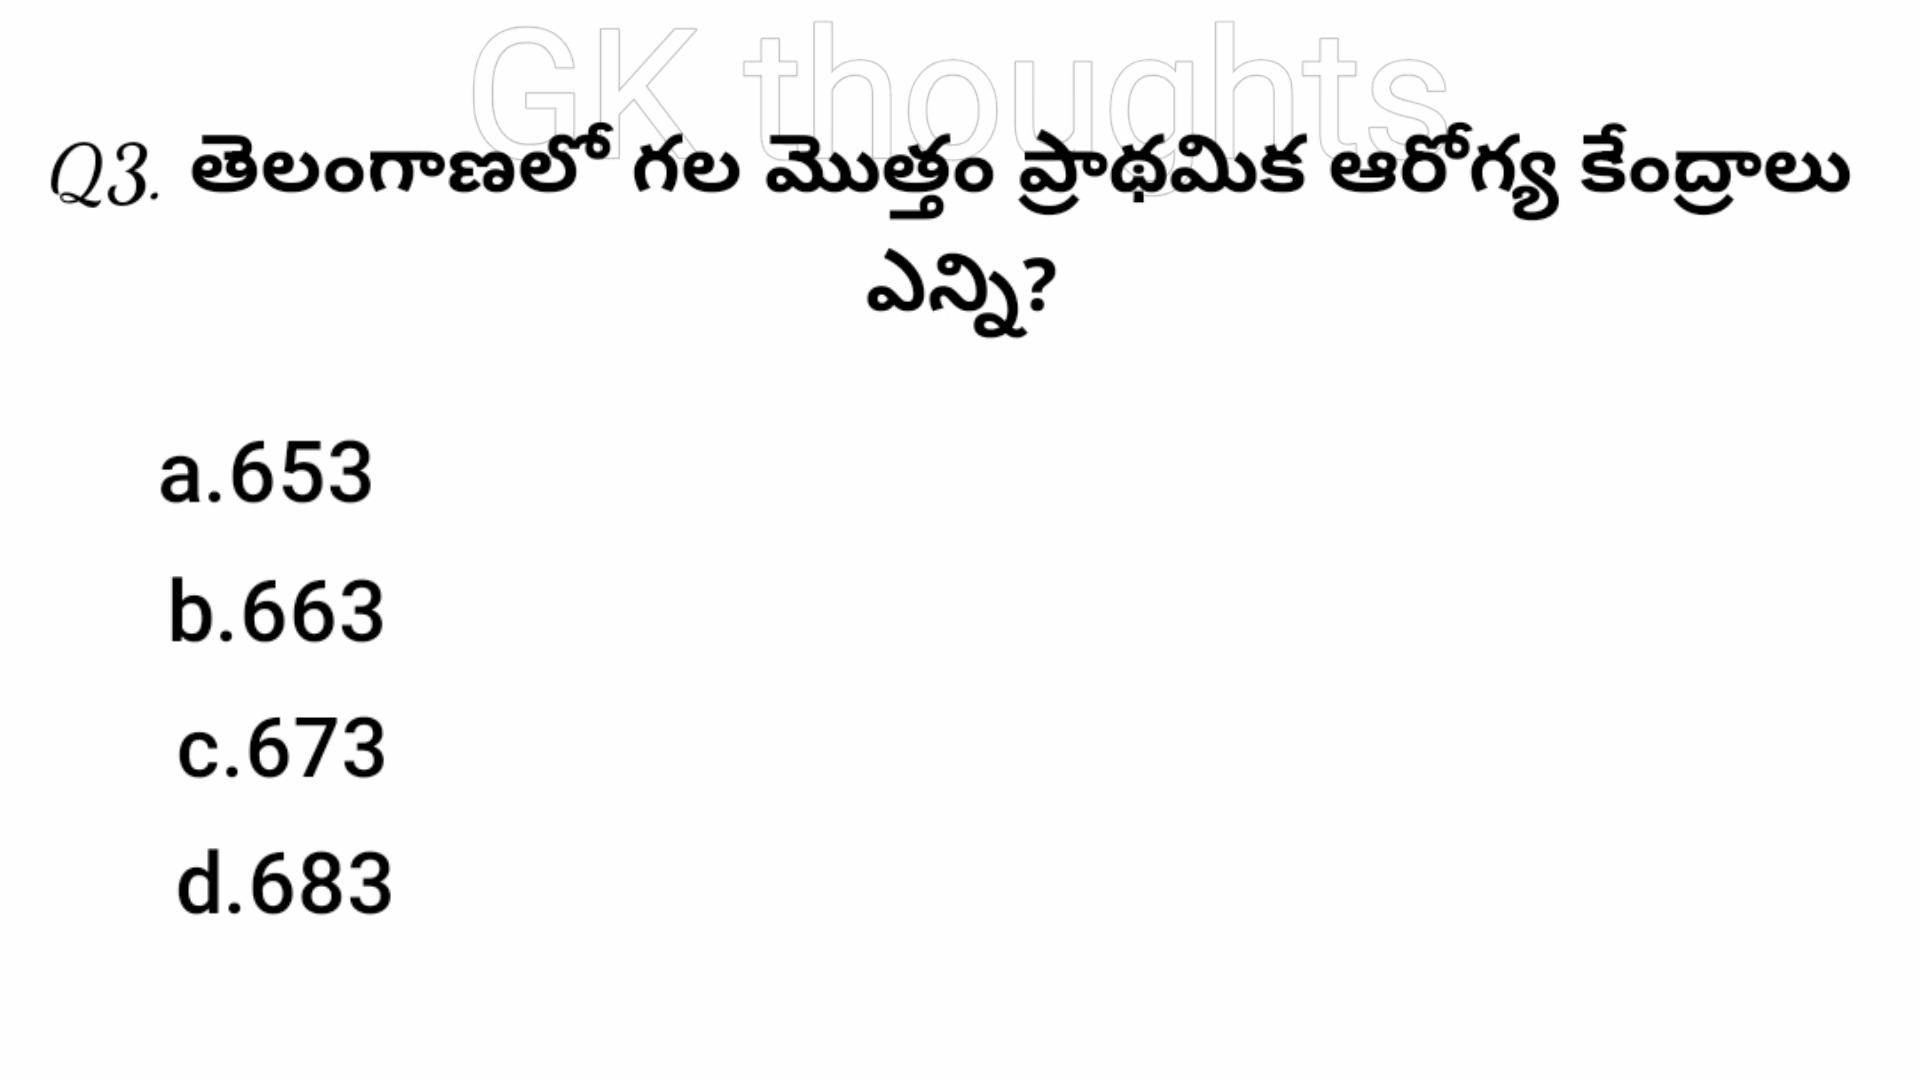 GK thoughts
Q3. తెలంగాణలో గల మొత్తం ప్రాథమిక ఆరోగ్య కేంద్రాలు
ఎన్ని?
a.653
b.663
c.673
d.683